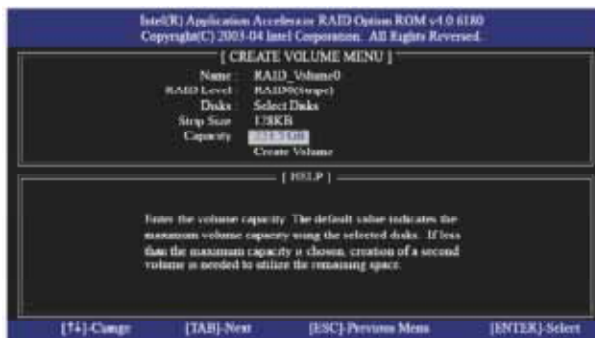 Intel(R) Application Accelerator RAID Option ROM v4.0 6180
Copyright(C) 2003-04 Intel Corporation. All Rights Reversed.
[ CREATE VOLUME MENU ]
Name RAID_Volume0
RAID Level RAID0(Stripe)
Disks Select Disks
Strip Size 128KB
Capacity
Create Volume
[ HELP ]
Enter the volume capacity. The default value indicates the
maximum volume capacity using the selected disks. If less
than the maximum capacity is chosen, creation of a second
volume is needed to utilize the remaining space.
[↑↓]-Change [TAB]-Next [ESC]-Previous Menu [ENTER]-Select